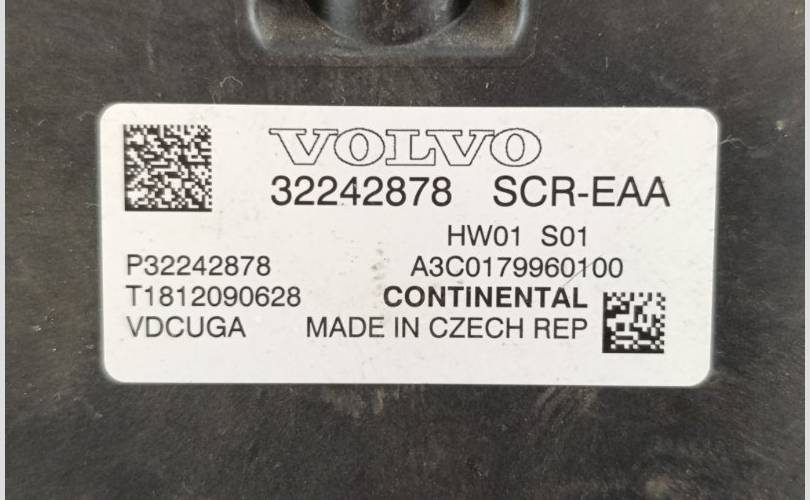 VOLVO
32242878 SCR-EAA
HW01 S01
P32242878 A3C0179960100
T1812090628 CONTINENTAL
VDCUGA MADE IN CZECH REP